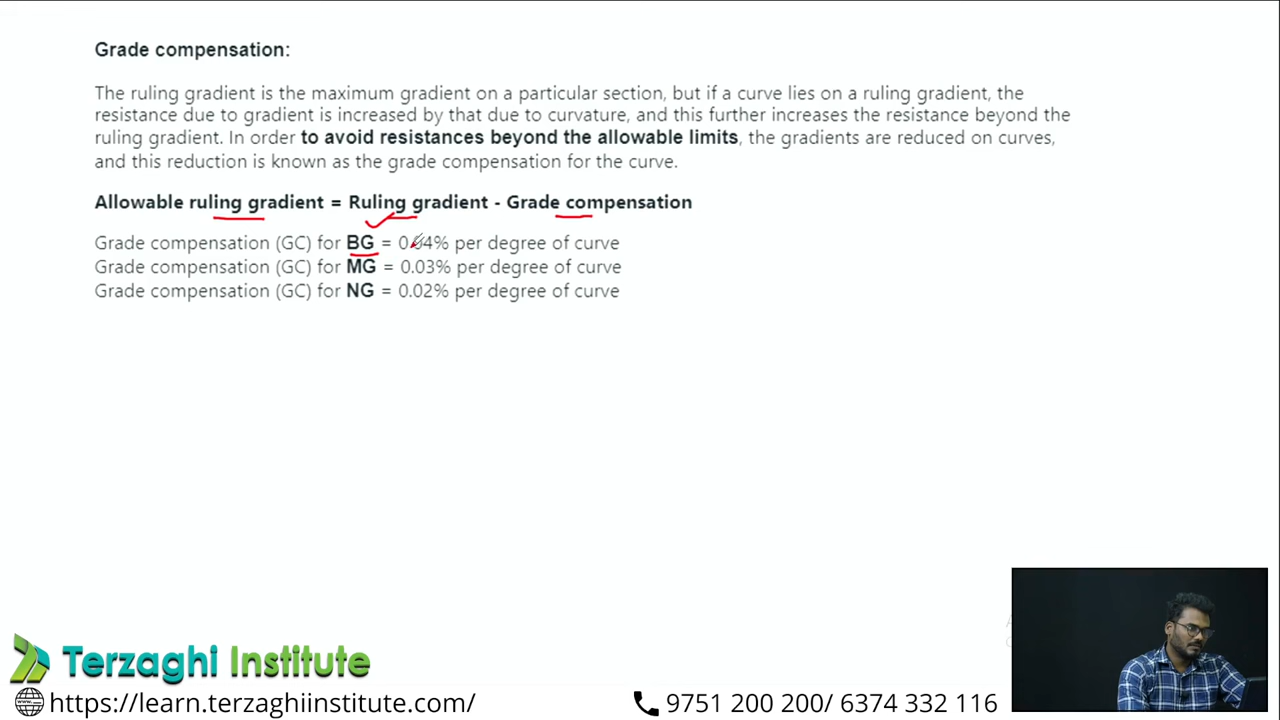 Grade compensation:
The ruling gradient is the maximum gradient on a particular section, but if a curve lies on a ruling gradient, the
resistance due to gradient is increased by that due to curvature, and this further increases the resistance beyond the
ruling gradient. In order to avoid resistances beyond the allowable limits, the gradients are reduced on curves,
and this reduction is known as the grade compensation for the curve.
Allowable ruling gradient = Ruling gradient - Grade compensation
Grade compensation (GC) for BG = 0.04% per degree of curve
Grade compensation (GC) for MG = 0.03% per degree of curve
Grade compensation (GC) for NG = 0.02% per degree of curve
Terzaghi Institute
https://learn.terzaghiinstitute.com/
9751 200 200/ 6374 332 116